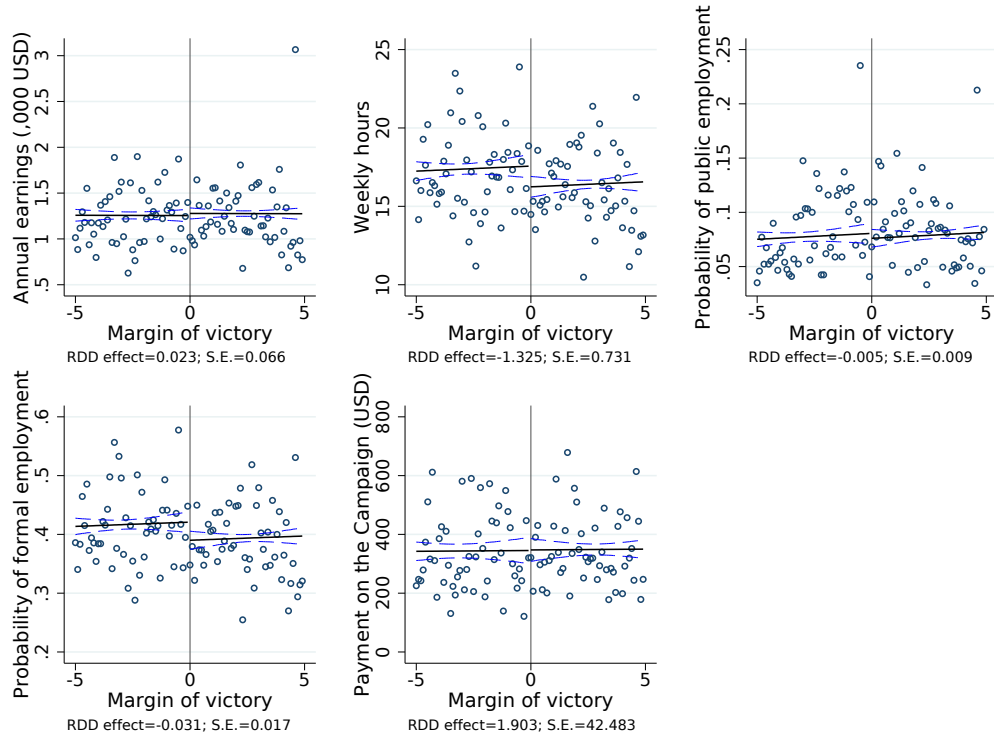 Annual earnings (,000 USD)
3
2.5
2
1.5
1
.5
-5 0 5
Margin of victory
RDD effect=0.023; S.E.=0.066
Weekly hours
25
20
15
10
-5 0 5
Margin of victory
RDD effect=-1.325; S.E.=0.731
Probability of public employment
.25
.2
.15
.1
.05
-5 0 5
Margin of victory
RDD effect=-0.005; S.E.=0.009
Probability of formal employment
.6
.5
.4
.3
.2
-5 0 5
Margin of victory
RDD effect=-0.031; S.E.=0.017
Payment on the Campaign (USD)
800
600
400
200
0
-5 0 5
Margin of victory
RDD effect=1.903; S.E.=42.483